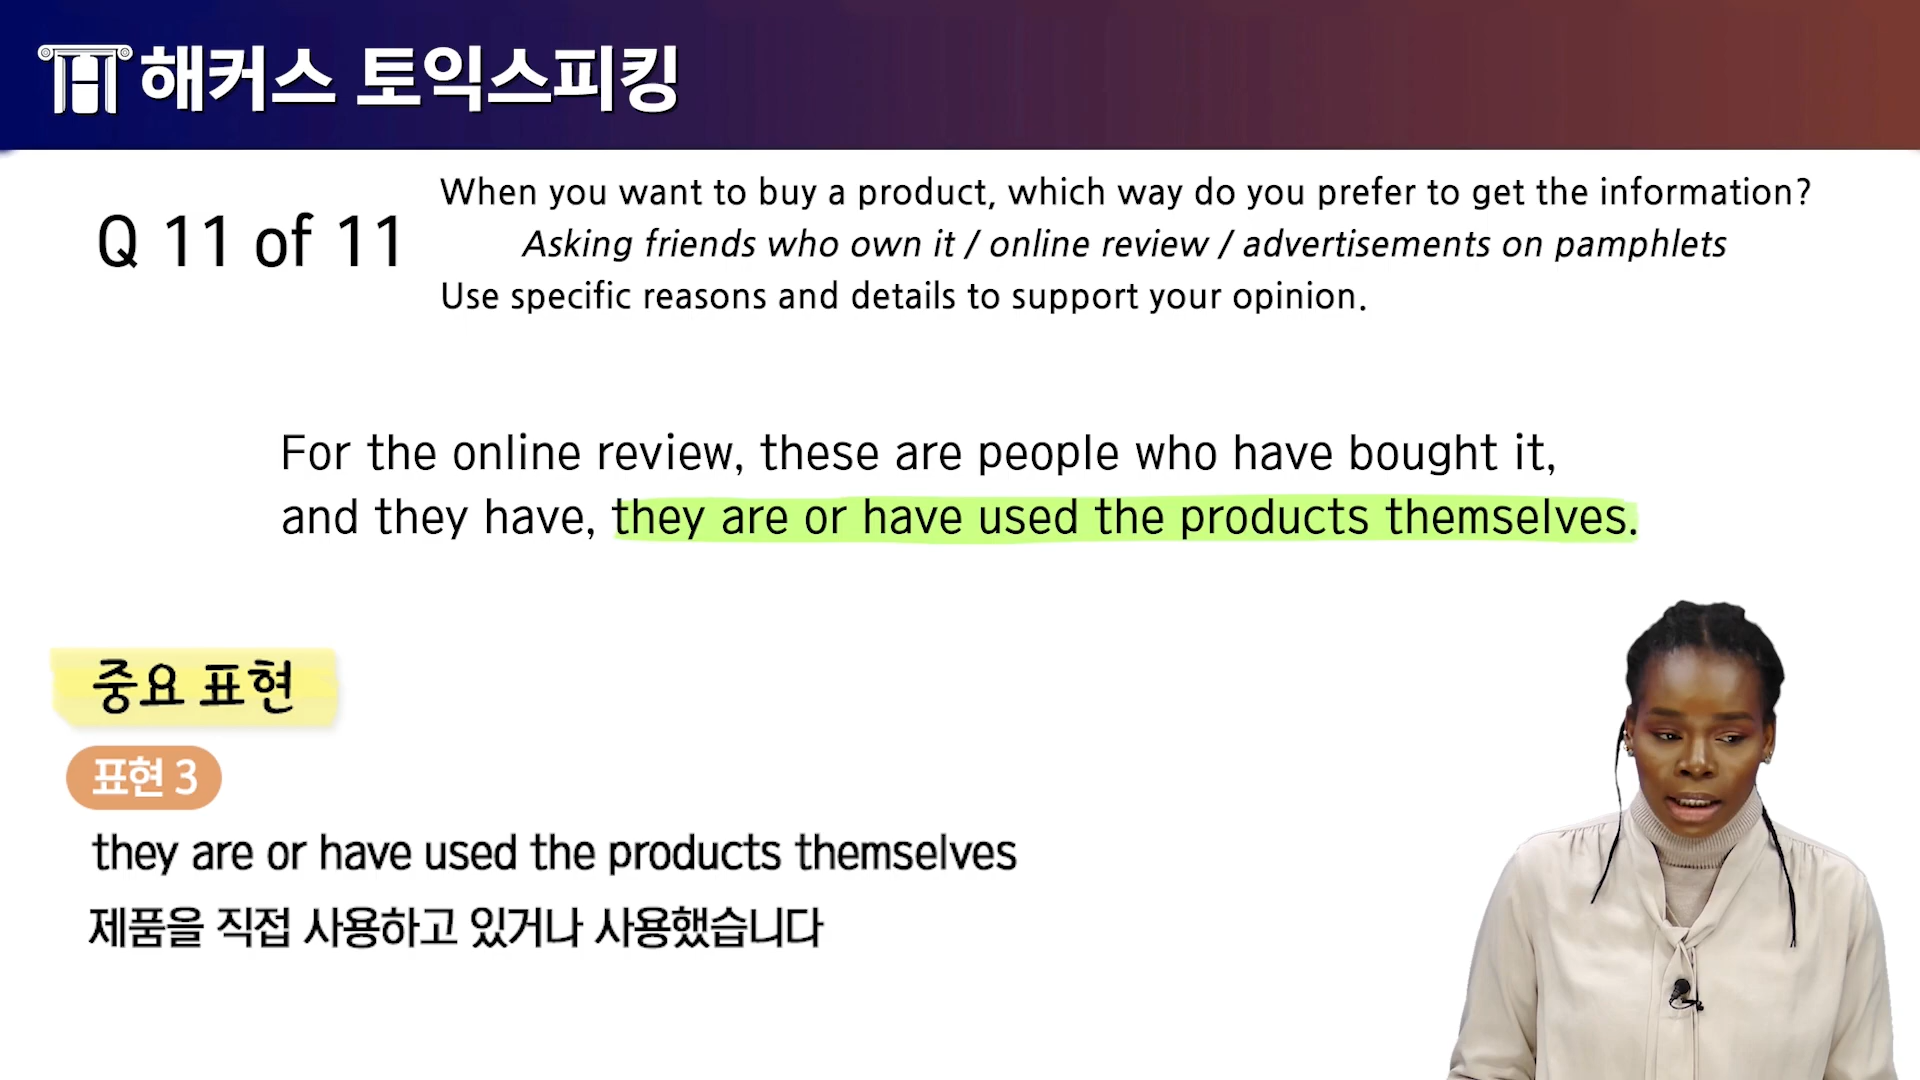 해커스 토익스피킹
Q 11 of 11
When you want to buy a product, which way do you prefer to get the information?
Asking friends who own it / online review / advertisements on pamphlets
Use specific reasons and details to support your opinion.
For the online review, these are people who have bought it,
and they have, they are or have used the products themselves.
중요 표현
표현 3
they are or have used the products themselves
제품을 직접 사용하고 있거나 사용했습니다